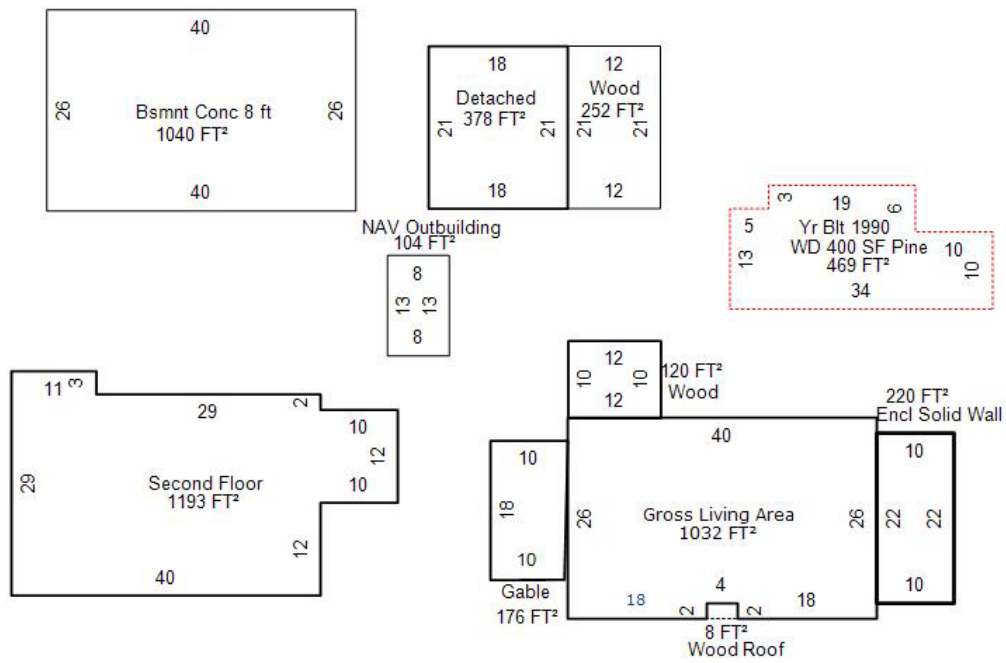 40
26
Bsmnt Conc 8 ft
1040 FT²
26
40
18
Detached
378 FT²
21
21
18
12
Wood
252 FT²
21
21
12
NAV Outbuilding
104 FT²
8
13
13
8
3
19
6
5
Yr Blt 1990
WD 400 SF Pine
469 FT²
13
10
10
34
11
3
29
2
10
12
10
29
Second Floor
1193 FT²
12
40
12
10
10
12
120 FT²
Wood
220 FT²
Encl Solid Wall
10
22
22
10
10
18
10
Gable
176 FT²
40
26
Gross Living Area
1032 FT²
26
4
18
2
2
18
8 FT²
Wood Roof